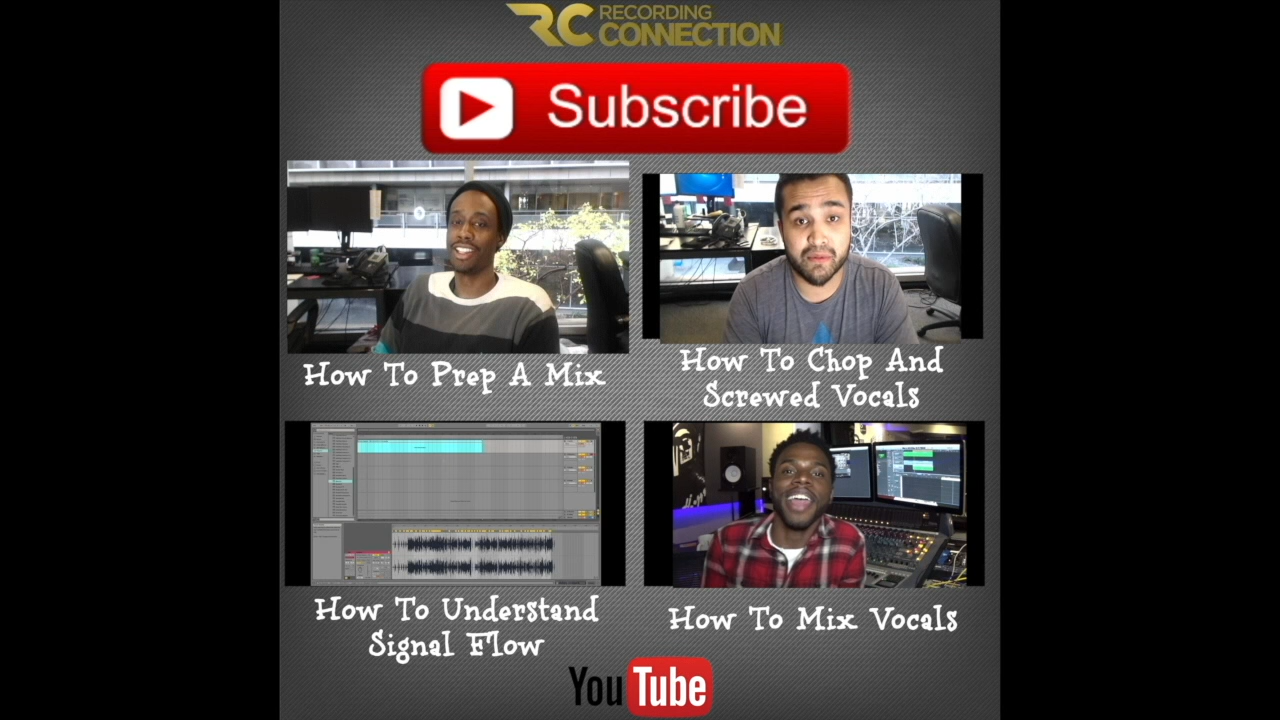 RC RECORDING
CONNECTION
Subscribe
How To Prep A Mix
How To Chop And
Screwed Vocals
How To Understand
Signal Flow
How To Mix Vocals
YouTube